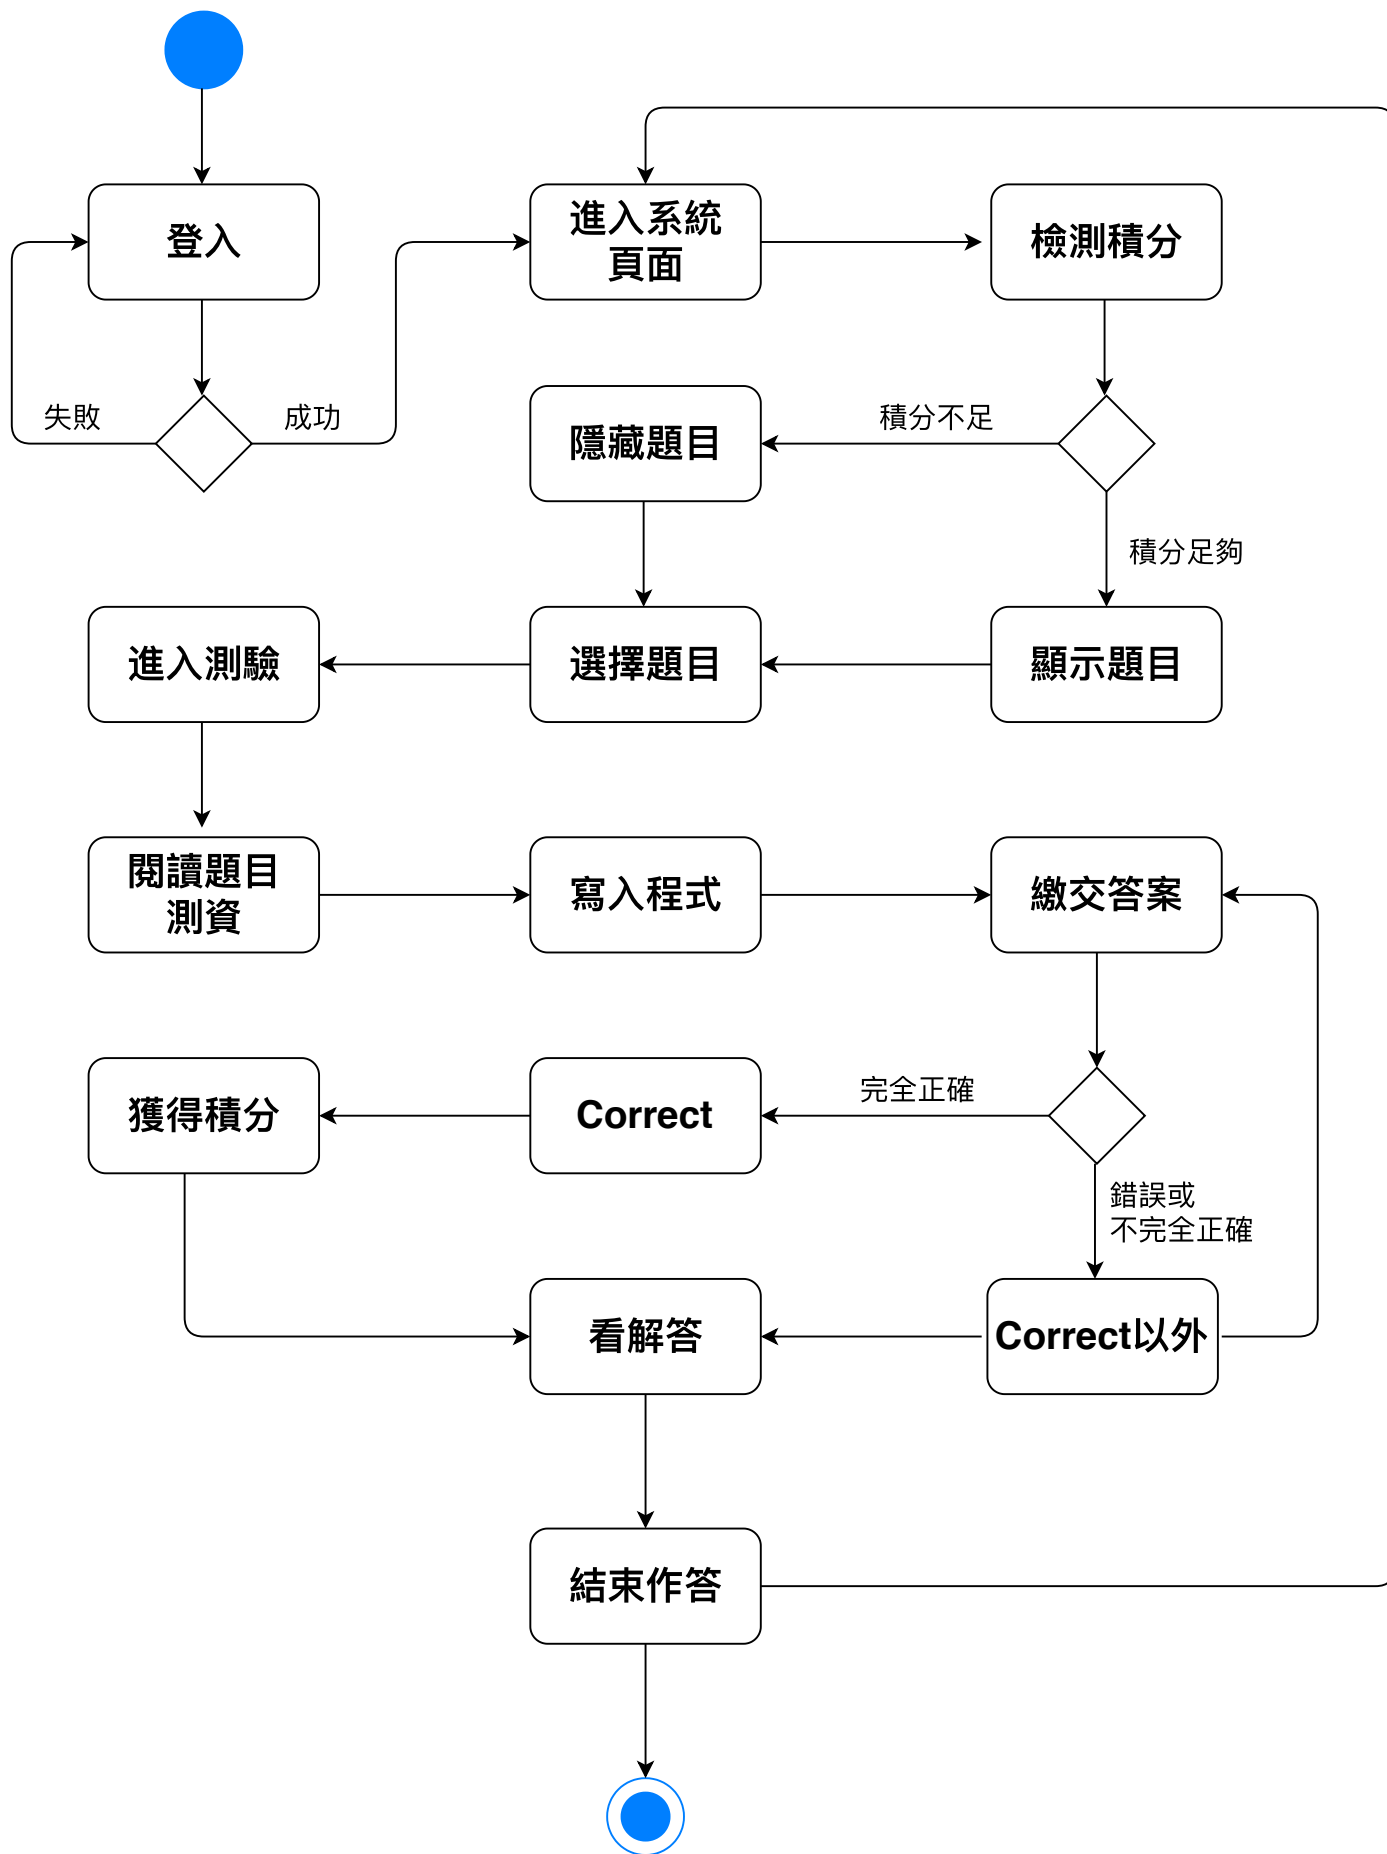 登入
進入系統
頁面
檢測積分
失敗
成功
隱藏題目
積分不足
積分足夠
進入測驗
選擇題目
顯示題目
閱讀題目
測資
寫入程式
繳交答案
獲得積分
Correct
完全正確
錯誤或
不完全正確
看解答
Correct以外
結束作答